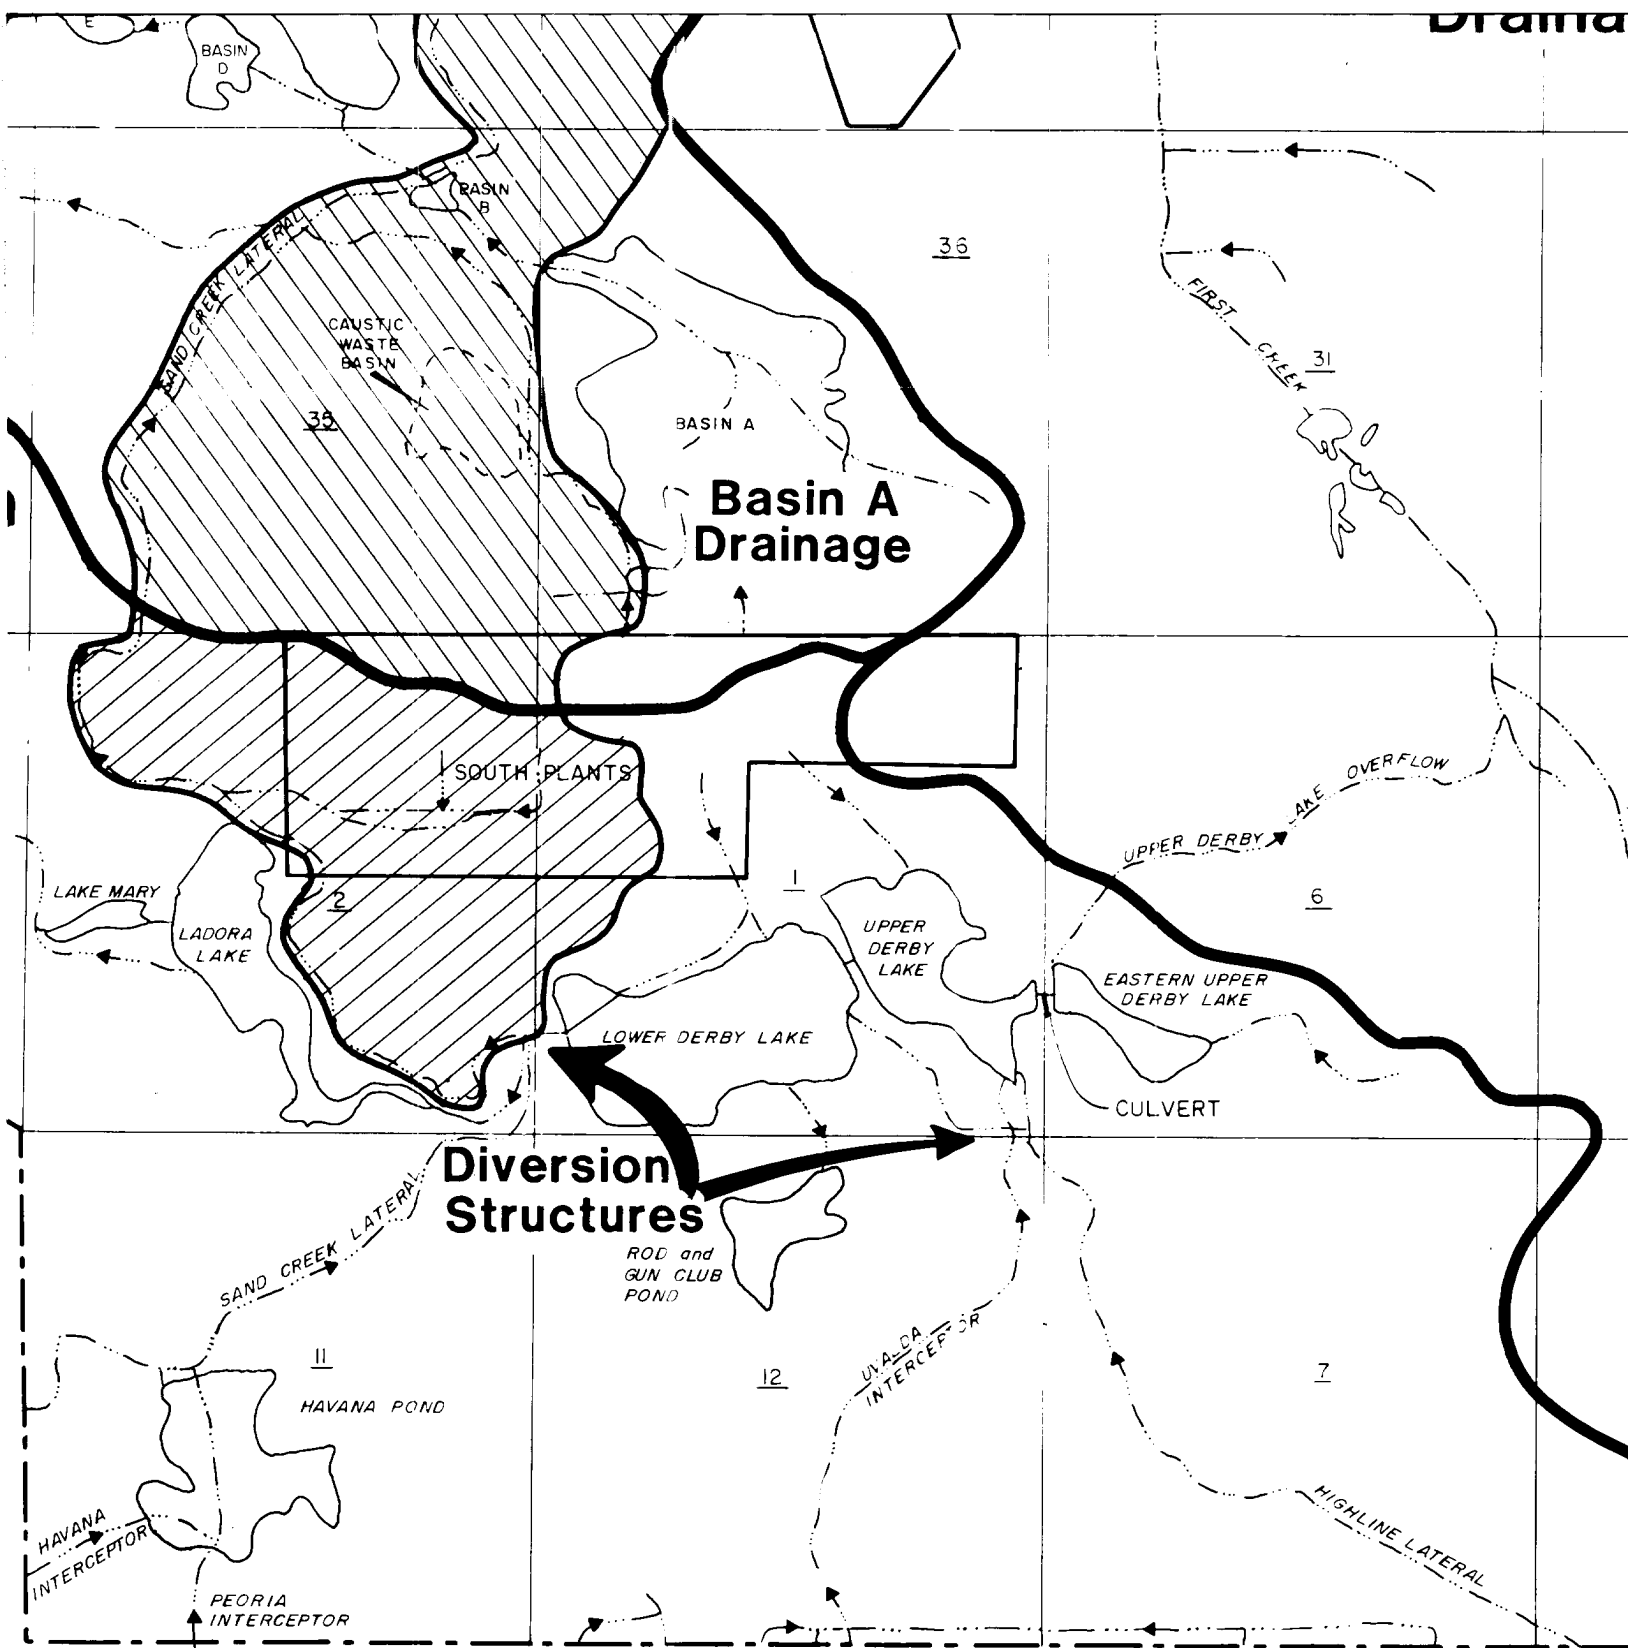 Draina
E
BASIN
D
BASIN
B
36
SAND CREEK LATERAL
FIRST
CREEK
CAUSTIC
WASTE
BASIN
31
35
BASIN A
Basin A
Drainage
SOUTH PLANTS
UPPER DERBY LAKE OVERFLOW
1
2
6
LAKE MARY
LADORA
LAKE
UPPER
DERBY
LAKE
EASTERN UPPER
DERBY LAKE
LOWER DERBY LAKE
CULVERT
Diversion
Structures
SAND CREEK LATERAL
ROD and
GUN CLUB
POND
UVALDA
INTERCEPTOR
11
12
7
HAVANA POND
HAVANA
INTERCEPTOR
HIGHLINE LATERAL
PEORIA
INTERCEPTOR